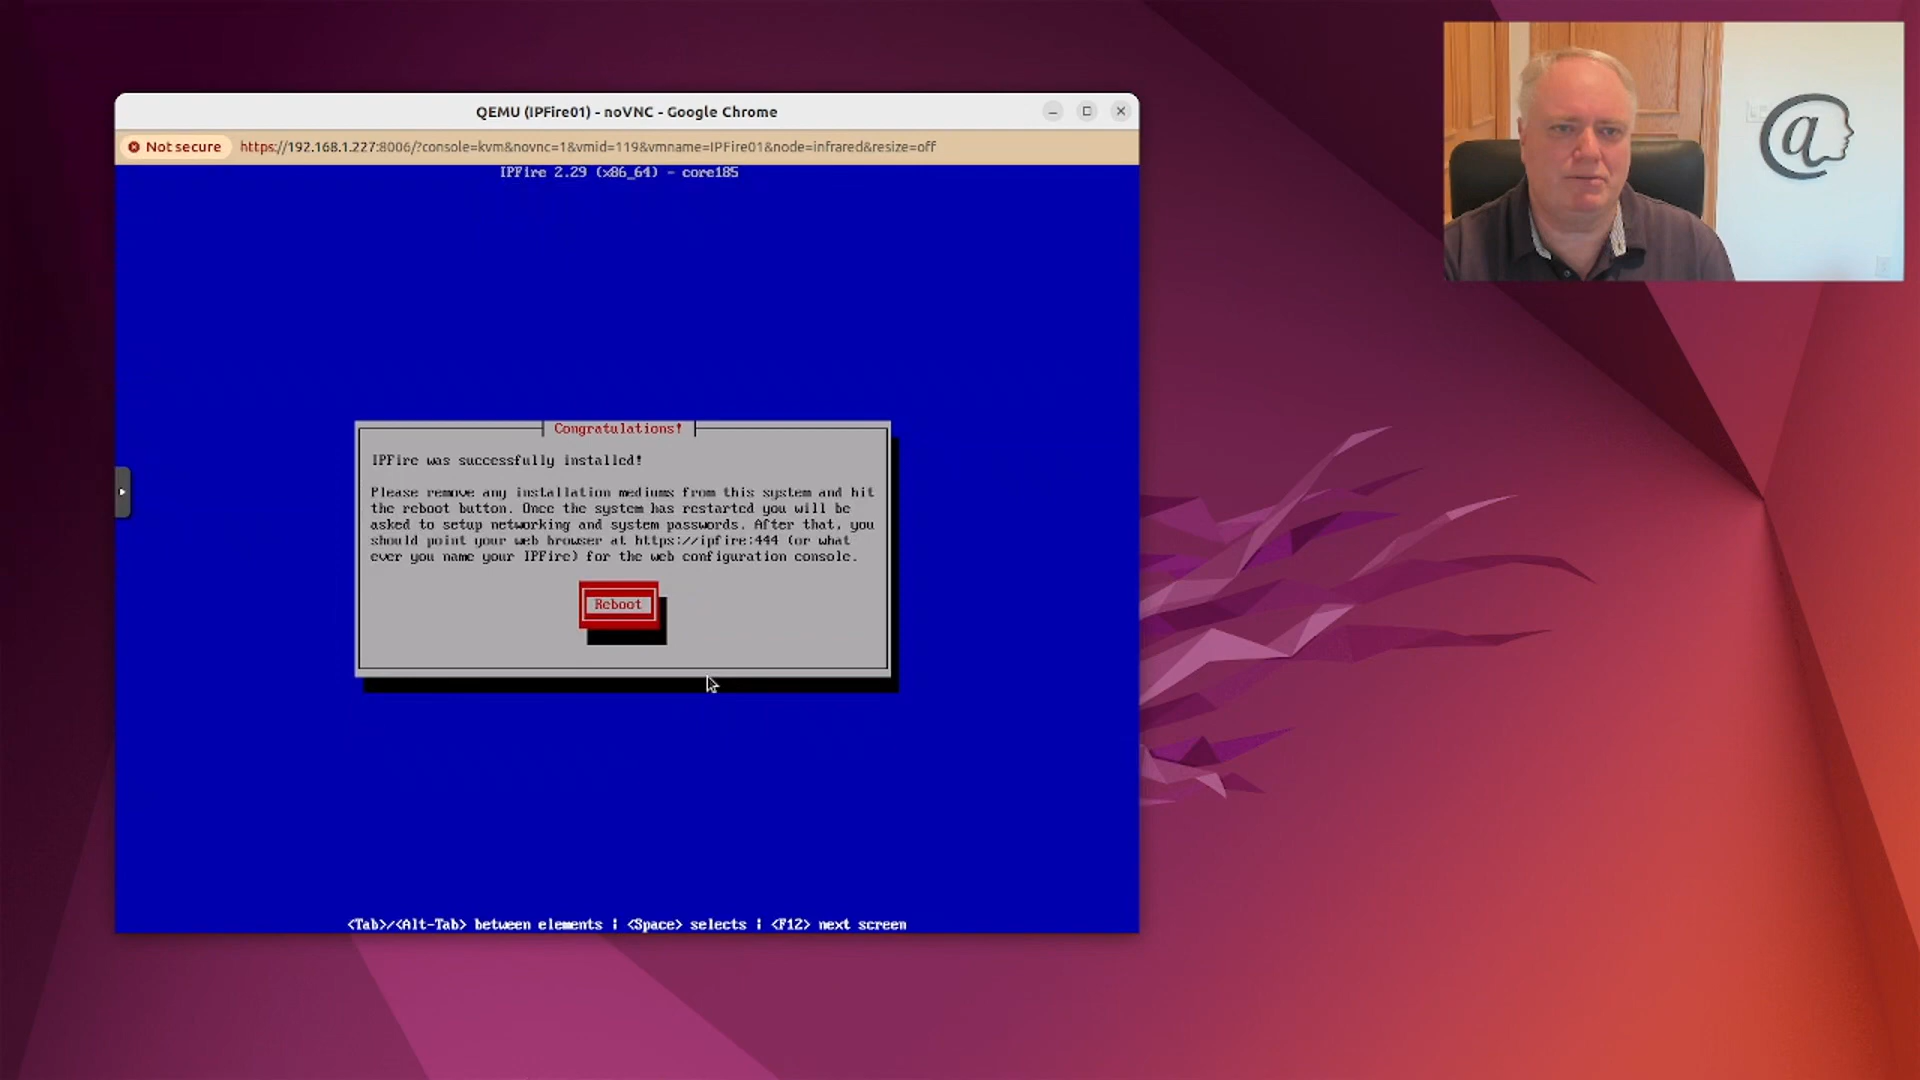 QEMU (IPFire01) - noVNC - Google Chrome
Not secure https://192.168.1.227:8006/?console=kvm&novnc=1&vmid=119&vmname=IPFire01&node=infrared&resize=off
IPFire 2.29 (x86_64) - core185
Congratulations!
IPFire was successfully installed!
Please remove any installation mediums from this system and hit
the reboot button. Once the system has restarted you will be
asked to setup networking and system passwords. After that, you
should point your web browser at https://ipfire:444 (or what
ever you name your IPFire) for the web configuration console.
Reboot
<Tab>/<Alt-Tab> between elements | <Space> selects | <F12> next screen